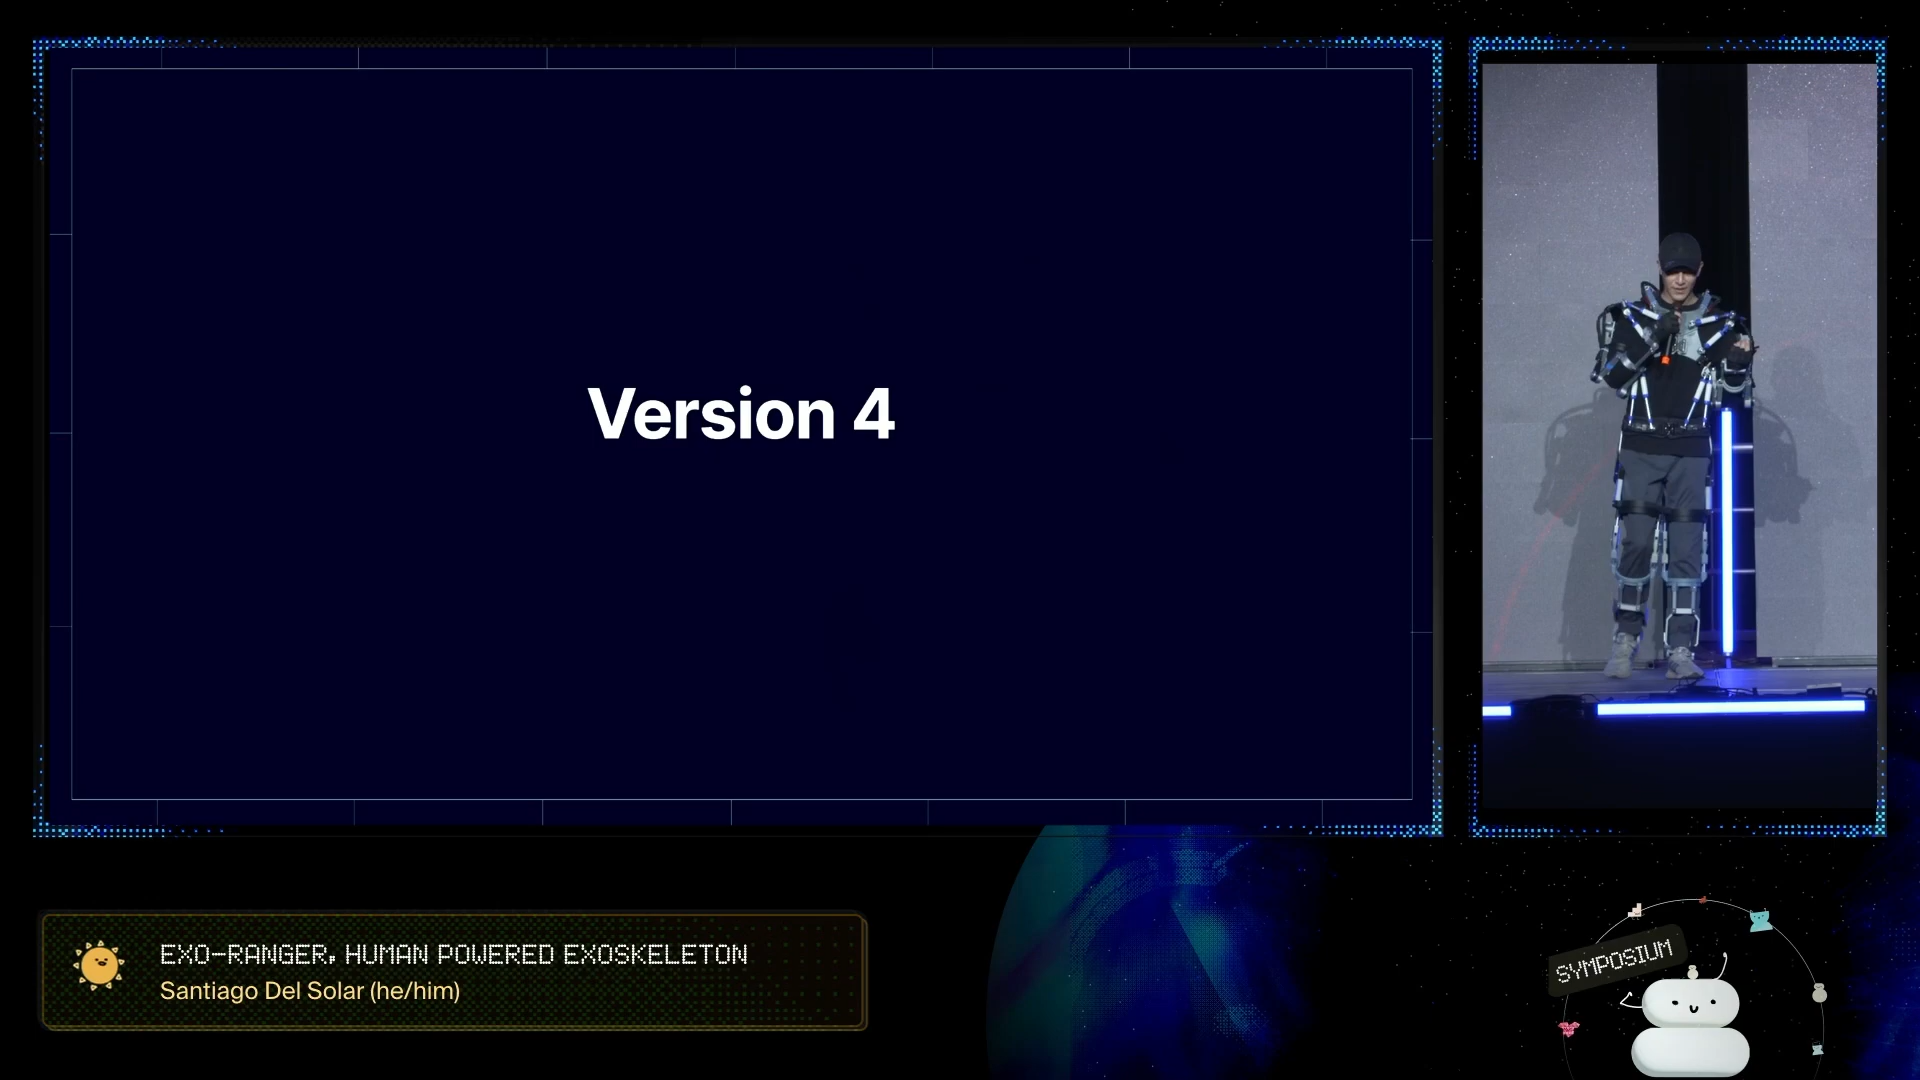 Version 4
EXO-RANGER, HUMAN POWERED EXOSKELETON
Santiago Del Solar (he/him)
SYMPOSIUM